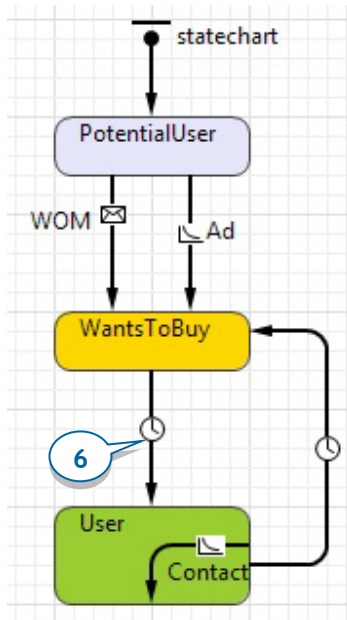 statechart
PotentialUser
WOM
Ad
WantsToBuy
6
User
Contact